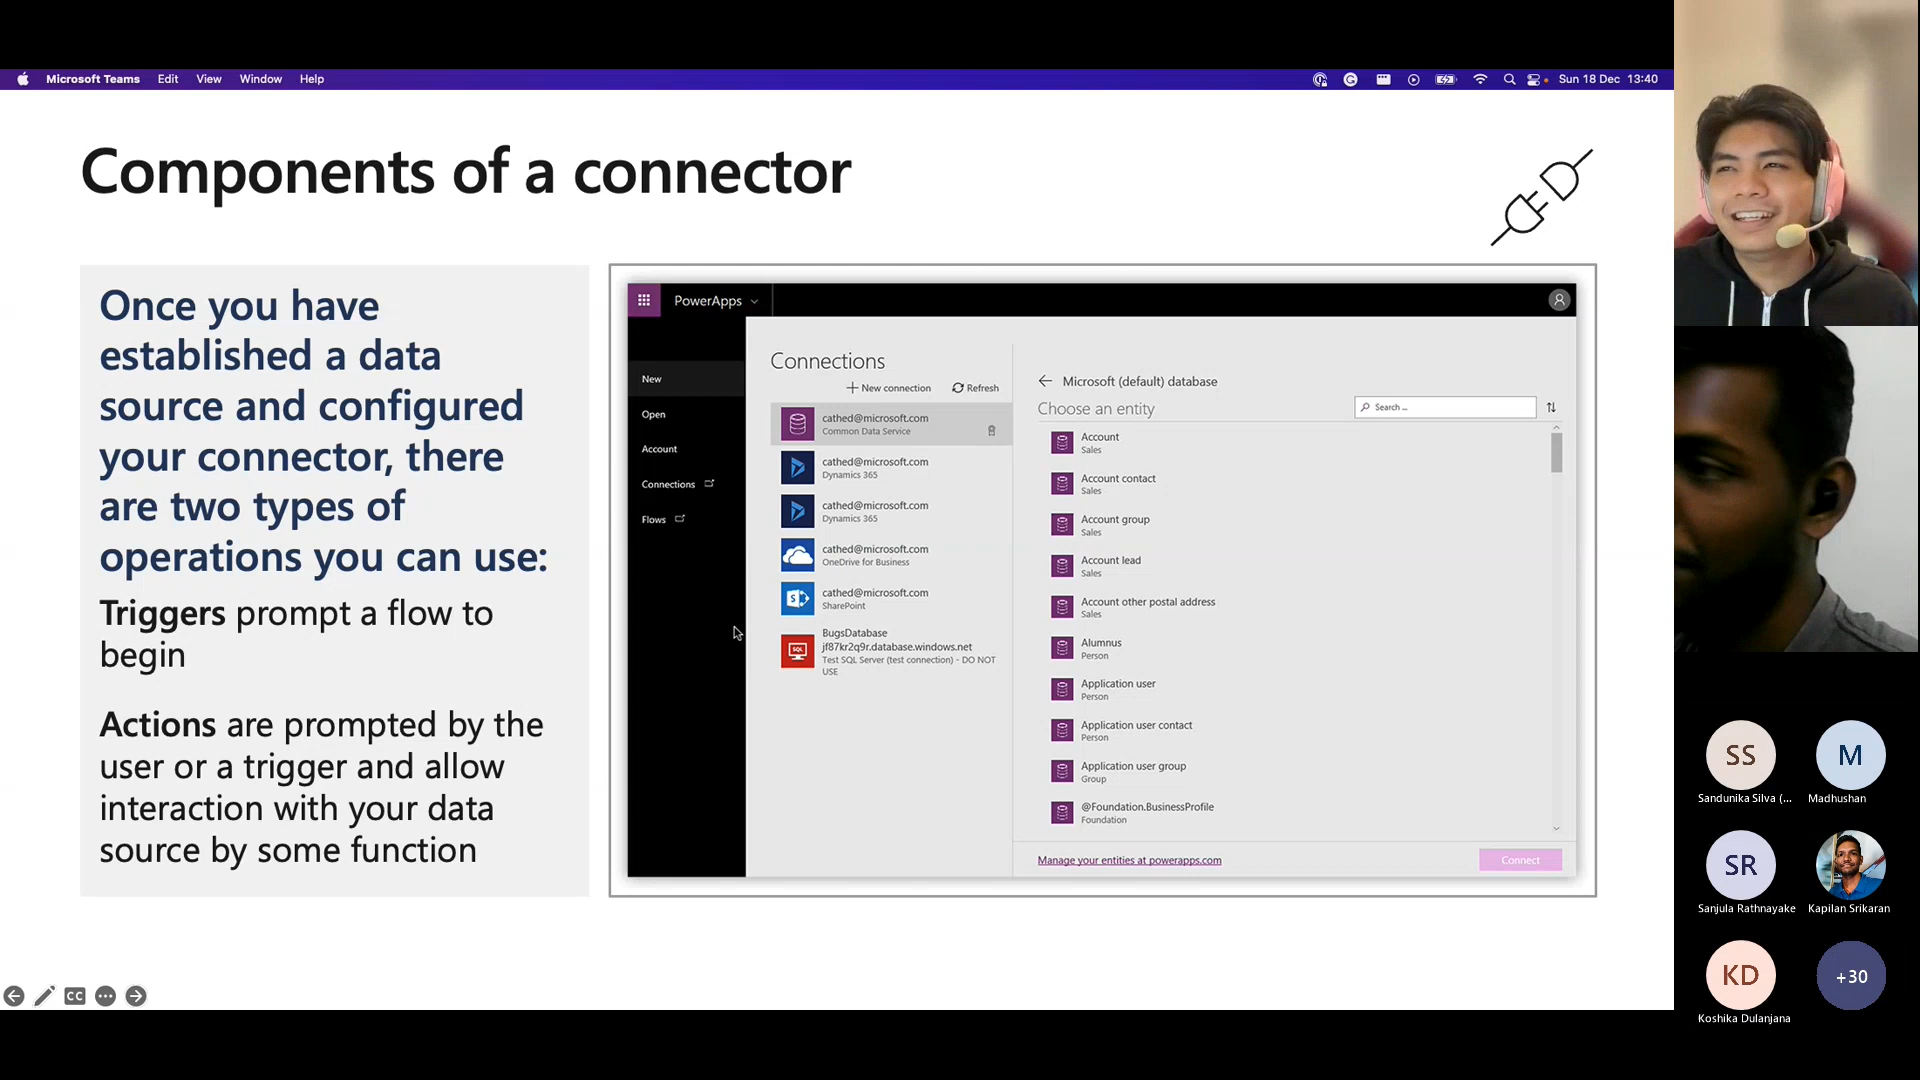 Microsoft Teams Edit View Window Help
Sun 18 Dec 13:40
Components of a connector
Once you have
established a data
source and configured
your connector, there
are two types of
operations you can use:
Triggers prompt a flow to
begin
Actions are prompted by the
user or a trigger and allow
interaction with your data
source by some function
PowerApps
New
Open
Account
Connections
Flows
Connections
New connection Refresh
cathed@microsoft.com
Common Data Service
cathed@microsoft.com
Dynamics 365
cathed@microsoft.com
Dynamics 365
cathed@microsoft.com
OneDrive for Business
cathed@microsoft.com
SharePoint
SQL
BugsDatabase
jf87kr2q9r.database.windows.net
Test SQL Server (test connection) - DO NOT
USE
Microsoft (default) database
Choose an entity
Search ...
Account
Sales
Account contact
Sales
Account group
Sales
Account lead
Sales
Account other postal address
Sales
Alumnus
Person
Application user
Person
Application user contact
Person
Application user group
Group
@Foundation.BusinessProfile
Foundation
Manage your entities at powerapps.com
Connect
CC
SS
Sandunika Silva (...
M
Madhushan
SR
Sanjula Rathnayake
Kapilan Srikaran
KD
Koshika Dulanjana
+30